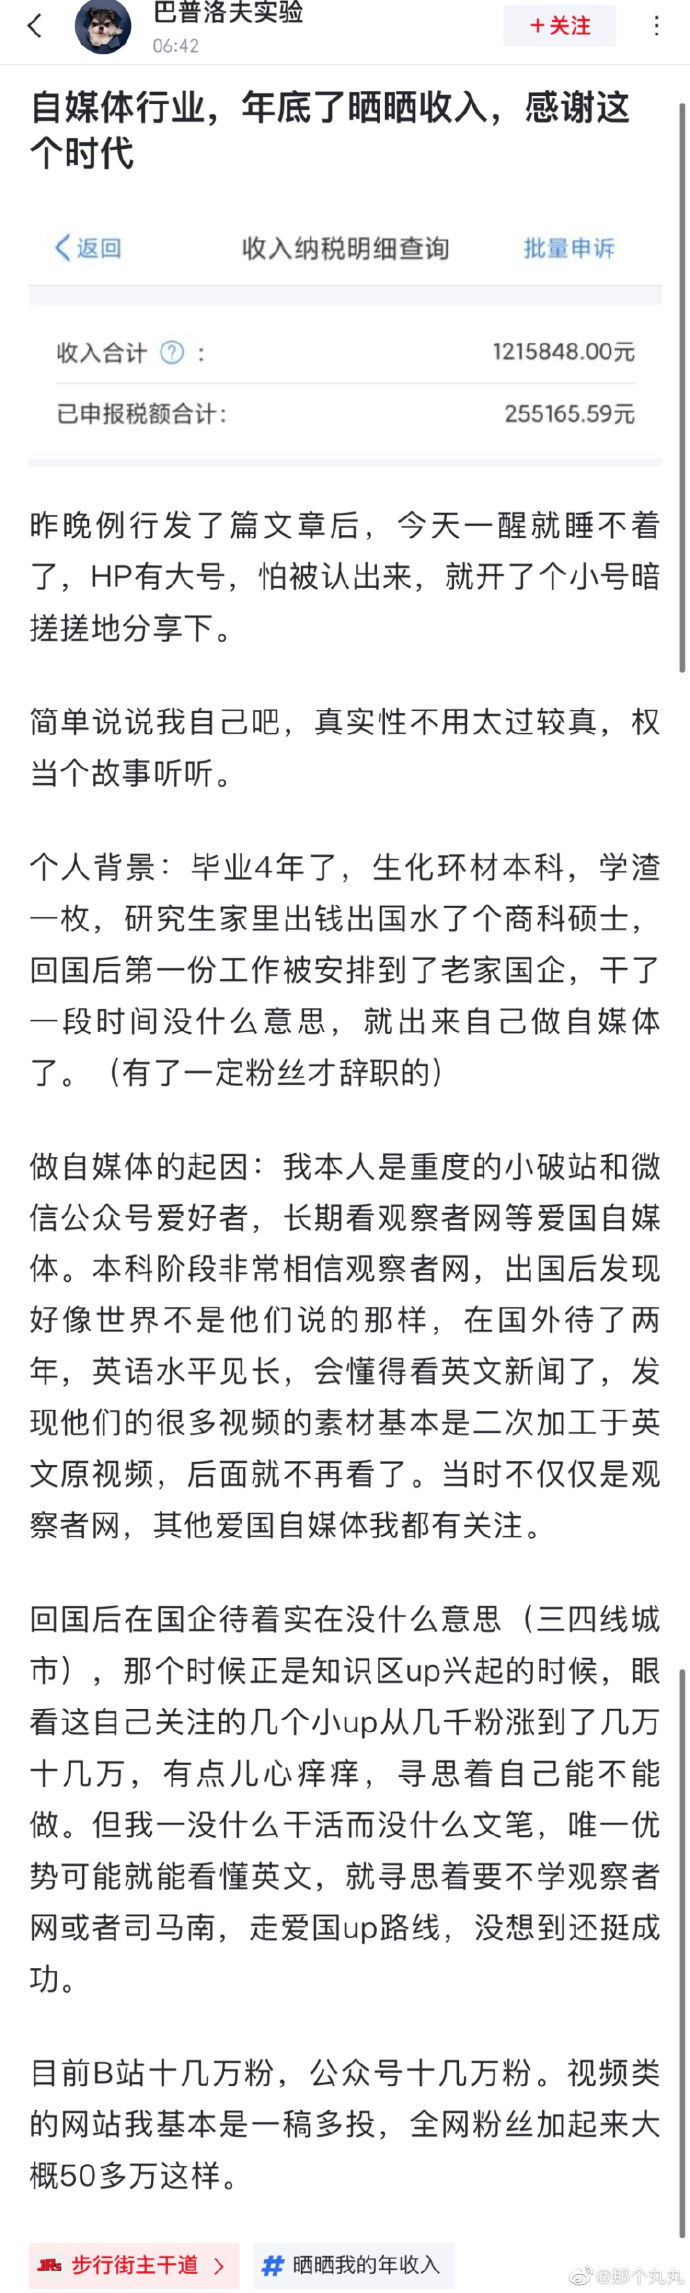 巴普洛夫实验
06:42
+关注
自媒体行业，年底了晒晒收入，感谢这
个时代
返回
收入纳税明细查询
批量申诉
收入合计 ? ：
1215848.00元
已申报税额合计：
255165.59元
昨晚例行发了篇文章后，今天一醒就睡不着
了，HP有大号，怕被认出来，就开了个小号暗
搓搓地分享下。
简单说说我自己吧，真实性不用太过较真，权
当个故事听听。
个人背景：毕业4年了，生化环材本科，学渣
一枚，研究生家里出钱出国水了个商科硕士，
回国后第一份工作被安排到了老家国企，干了
一段时间没什么意思，就出来自己做自媒体
了。（有了一定粉丝才辞职的）
做自媒体的起因：我本人是重度的小破站和微
信公众号爱好者，长期看观察者网等爱国自媒
体。本科阶段非常相信观察者网，出国后发现
好像世界不是他们说的那样，在国外待了两
年，英语水平见长，会懂得看英文新闻了，发
现他们的很多视频的素材基本是二次加工于英
文原视频，后面就不再看了。当时不仅仅是观
察者网，其他爱国自媒体我都有关注。
回国后在国企待着实在没什么意思（三四线城
市），那个时候正是知识区up兴起的时候，眼
看这自己关注的几个小up从几千粉涨到了几万
十几万，有点儿心痒痒，寻思着自己能不能
做。但我一没什么干活而没什么文笔，唯一优
势可能就能看懂英文，就寻思着要不学观察者
网或者司马南，走爱国up路线，没想到还挺成
功。
目前B站十几万粉，公众号十几万粉。视频类
的网站我基本是一稿多投，全网粉丝加起来大
概50多万这样。
JRs 步行街主干道
# 晒晒我的年收入
@那个丸丸